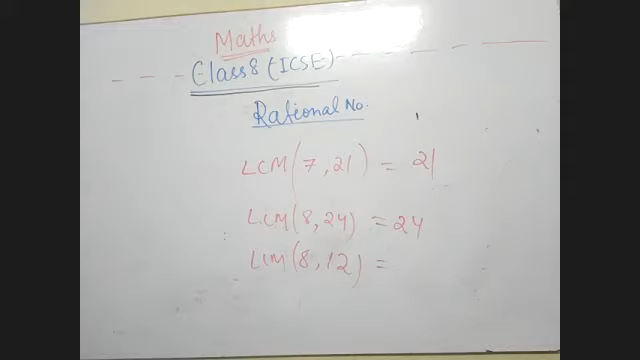 Maths
Class 8 (ICSE)
Rational No.
LCM(7,21) = 21
LCM(8,24) = 24
LCM(8,12) =